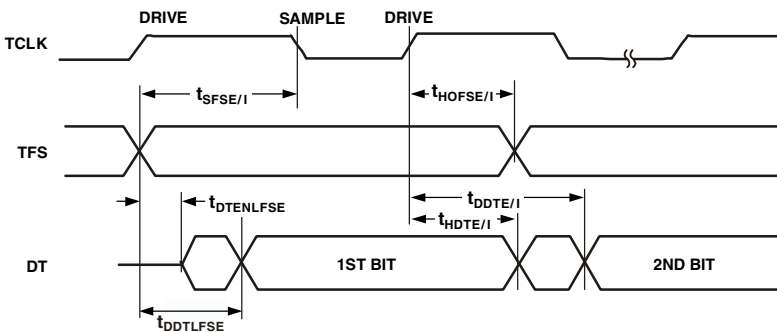 DRIVE SAMPLE DRIVE
TCLK
tSFSE/I tHOFSE/I
TFS
tDTENLFSE tDDTE/I
tHDTE/I
DT 1ST BIT 2ND BIT
tDDTLFSE